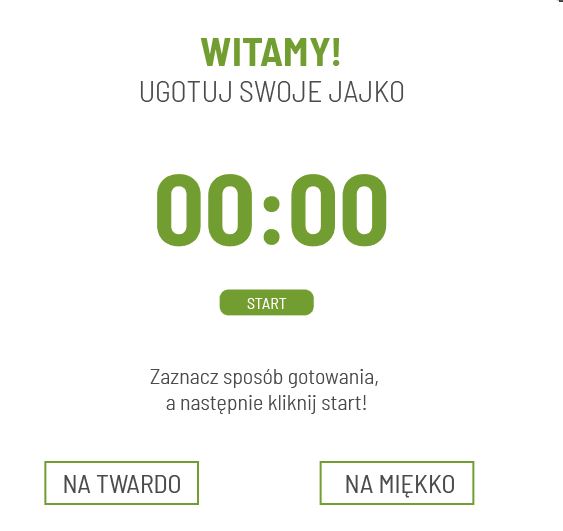 WITAMY!
UGOTUJ SWOJE JAJKO
00:00
START
Zaznacz sposób gotowania,
a następnie kliknij start!
NA TWARDO
NA MIĘKKO